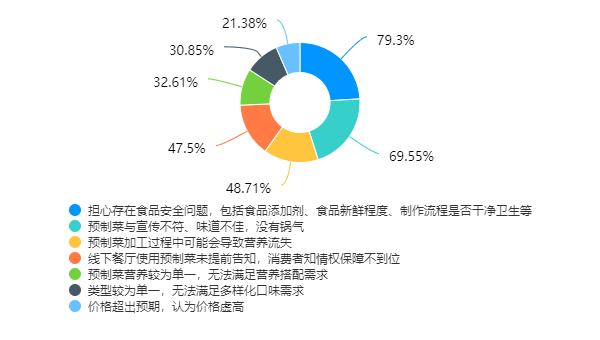 21.38%
79.3%
30.85%
32.61%
47.5%
69.55%
48.71%
担心存在食品安全问题，包括食品添加剂、食品新鲜程度、制作流程是否干净卫生等
预制菜与宣传不符、味道不佳，没有锅气
预制菜加工过程中可能会导致营养流失
线下餐厅使用预制菜未提前告知，消费者知情权保障不到位
预制菜营养较为单一，无法满足营养搭配需求
类型较为单一，无法满足多样化口味需求
价格超出预期，认为价格虚高